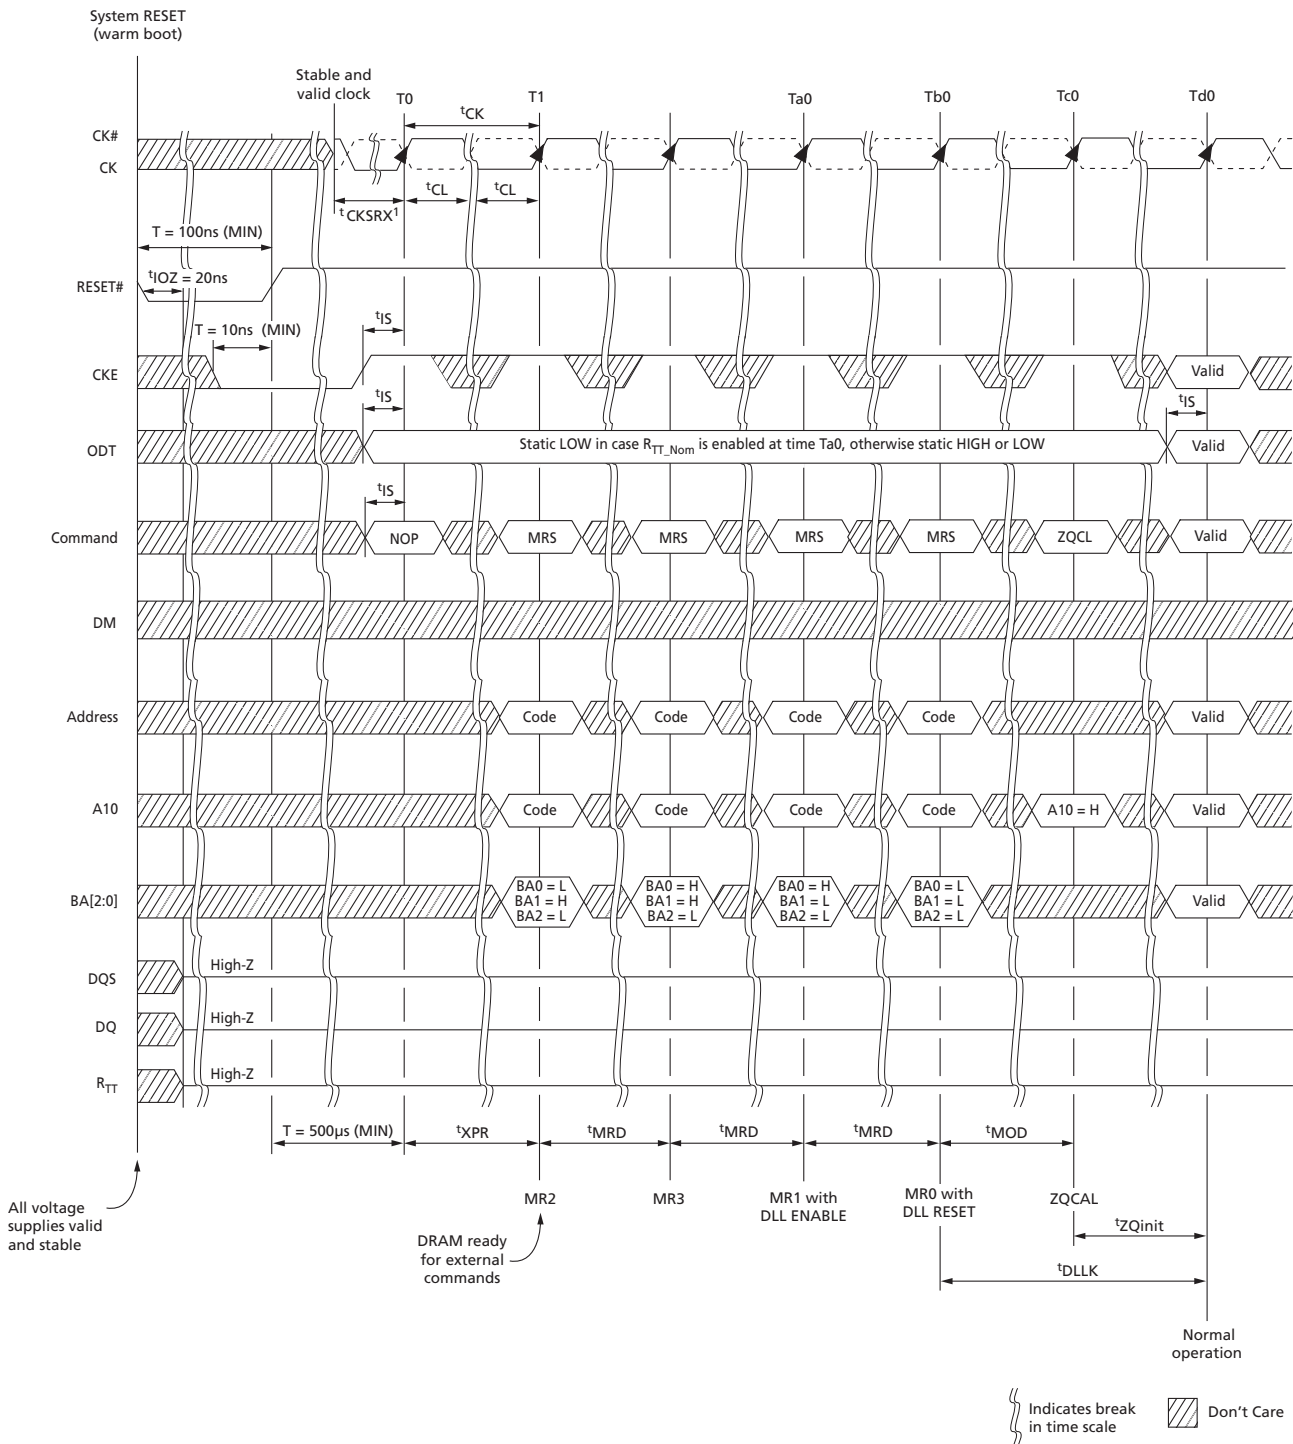 System RESET
(warm boot)
Stable and
valid clock
T0
T1
Ta0
Tb0
Tc0
Td0
tCK
CK#
CK
tCL
tCL
tCKSRX1
T = 100ns (MIN)
tIOZ = 20ns
RESET#
T = 10ns (MIN)
tIS
CKE
Valid
tIS
tIS
ODT
Static LOW in case RTT_Nom is enabled at time Ta0, otherwise static HIGH or LOW
Valid
tIS
Command
NOP
MRS
MRS
MRS
MRS
ZQCL
Valid
DM
Address
Code
Code
Code
Code
Valid
A10
Code
Code
Code
Code
A10 = H
Valid
BA[2:0]
BA0 = L
BA1 = H
BA2 = L
BA0 = H
BA1 = H
BA2 = L
BA0 = H
BA1 = L
BA2 = L
BA0 = L
BA1 = L
BA2 = L
Valid
DQS
High-Z
DQ
High-Z
RTT
High-Z
T = 500µs (MIN)
tXPR
tMRD
tMRD
tMRD
tMOD
All voltage
supplies valid
and stable
MR2
MR3
MR1 with
DLL ENABLE
MR0 with
DLL RESET
ZQCAL
DRAM ready
for external
commands
tZQinit
tDLLK
Normal
operation
Indicates break
in time scale
Don't Care